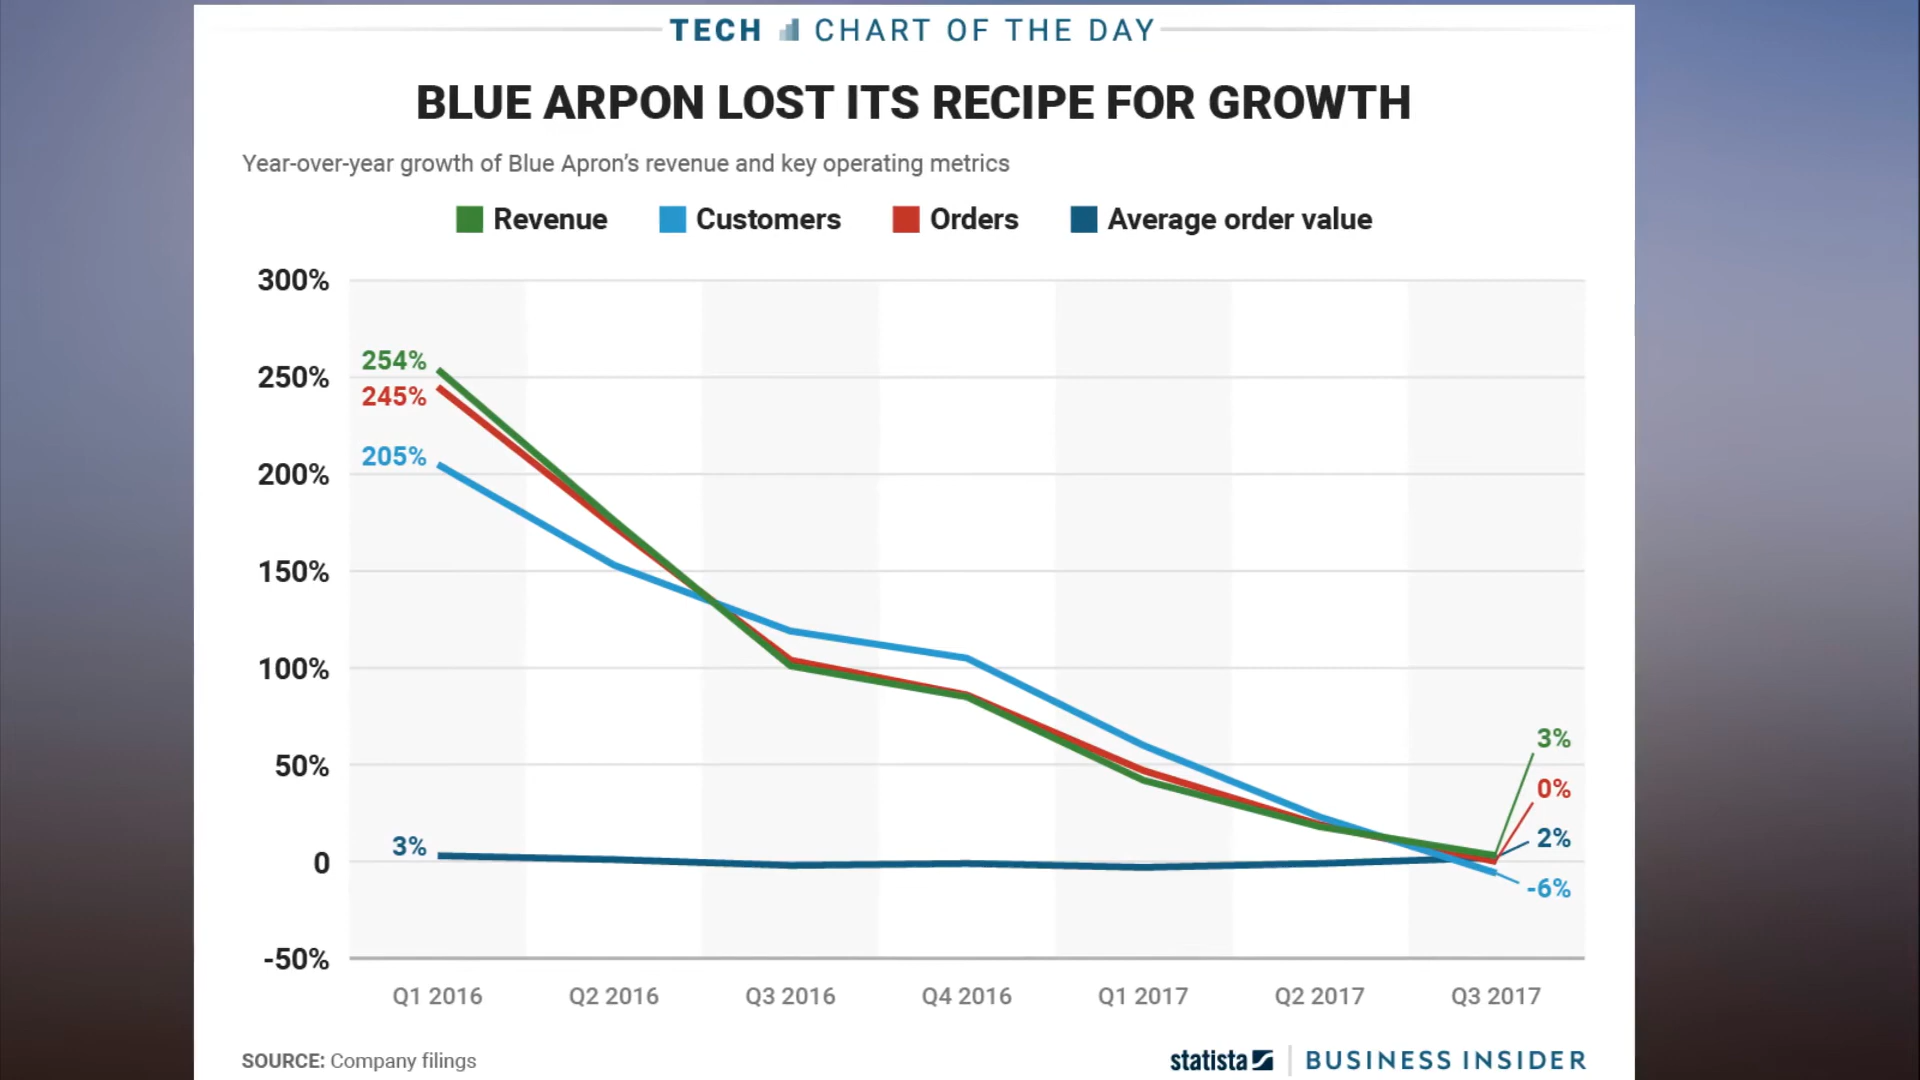 TECH CHART OF THE DAY
BLUE ARPON LOST ITS RECIPE FOR GROWTH
Year-over-year growth of Blue Apron’s revenue and key operating metrics
Revenue Customers Orders Average order value
300%
254%
250%
245%
205%
200%
150%
100%
3%
50%
0%
3%
2%
0
-6%
-50%
Q1 2016 Q2 2016 Q3 2016 Q4 2016 Q1 2017 Q2 2017 Q3 2017
SOURCE: Company filings
statista BUSINESS INSIDER